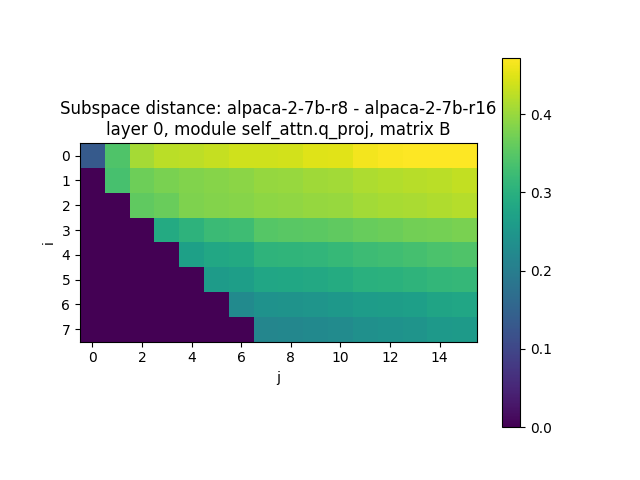 Subspace distance: alpaca-2-7b-r8 - alpaca-2-7b-r16
layer 0, module self_attn.q_proj, matrix B
0
1
2
3
4
5
6
7
i
0 2 4 6 8 10 12 14
j
0.4
0.3
0.2
0.1
0.0